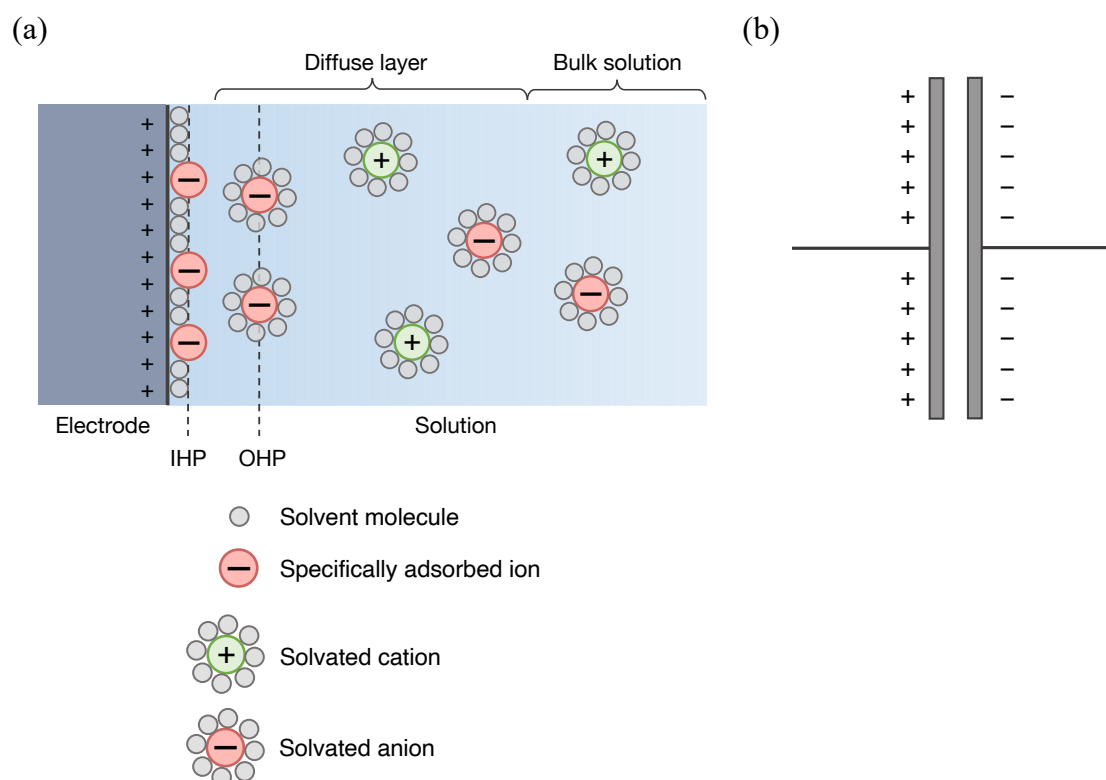 (a)
(b)
Diffuse layer
Bulk solution
+
+
+
+
+
+
+
+
+
+
+
−
−
−
−
−
+
+
−
+
−
Electrode
Solution
IHP
OHP
Solvent molecule
−
Specifically adsorbed ion
+
Solvated cation
−
Solvated anion
+ −
+ −
+ −
+ −
+ −
+ −
+ −
+ −
+ −
+ −